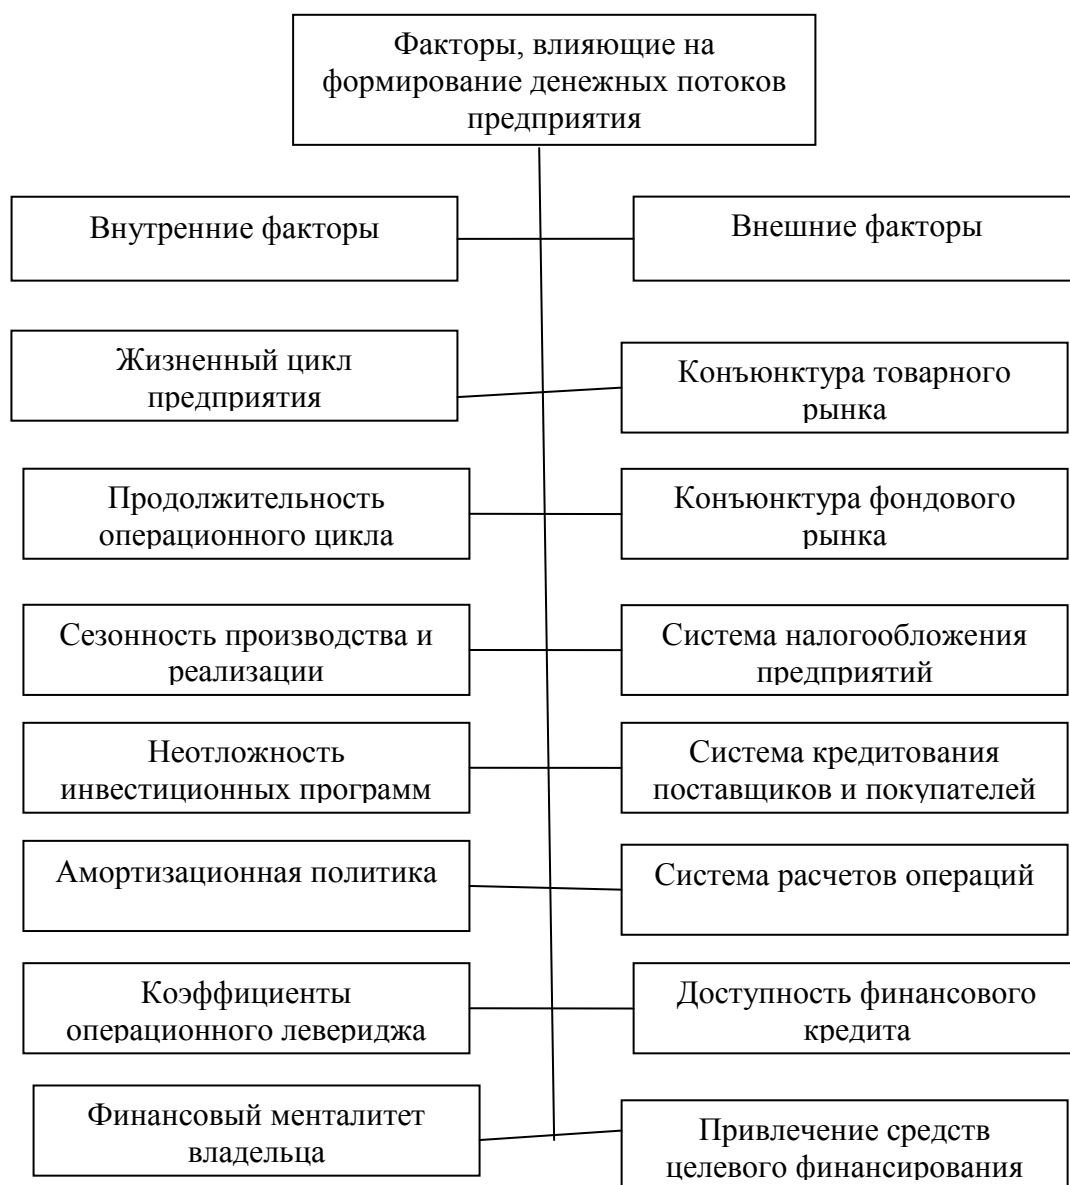 Факторы, влияющие на
формирование денежных потоков
предприятия
Внутренние факторы
Внешние факторы
Жизненный цикл
предприятия
Конъюнктура товарного
рынка
Продолжительность
операционного цикла
Конъюнктура фондового
рынка
Сезонность производства и
реализации
Система налогообложения
предприятий
Неотложность
инвестиционных программ
Система кредитования
поставщиков и покупателей
Амортизационная политика
Система расчетов операций
Коэффициенты
операционного левериджа
Доступность финансового
кредита
Финансовый менталитет
владельца
Привлечение средств
целевого финансирования